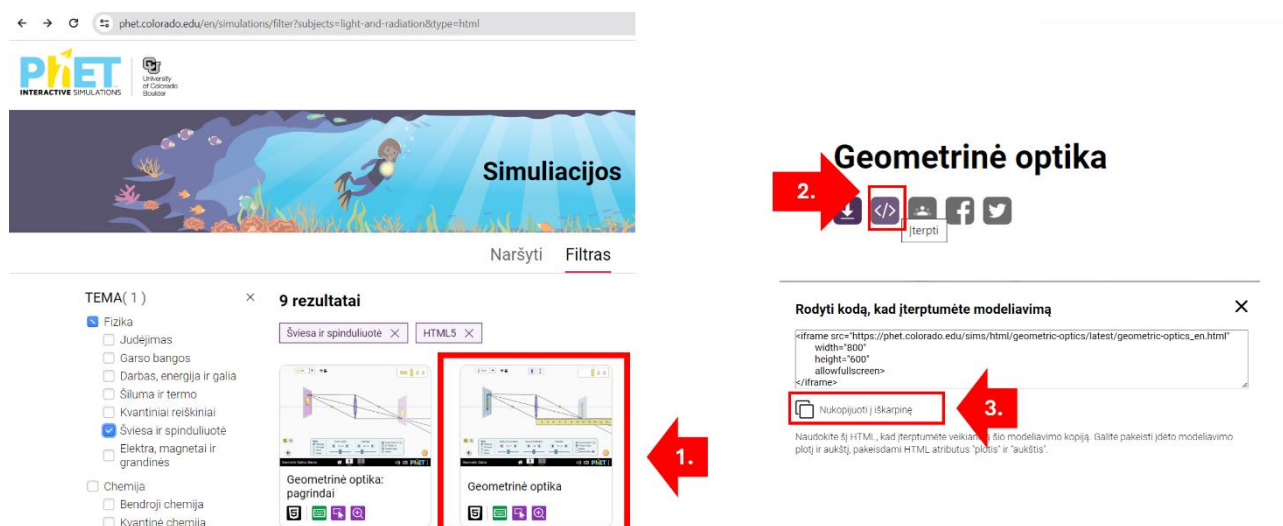 phet.colorado.edu/en/simulations/filter?subjects=light-and-radiation&type=html
PhET
INTERACTIVE SIMULATIONS
University
of Colorado
Boulder
Simuliacijos
Naršyti Filtras
TEMA( 1 ) ×
Fizika
Judėjimas
Garso bangos
Darbas, energija ir galia
Šiluma ir termo
Kvantiniai reiškiniai
Šviesa ir spinduliuotė
Elektra, magnetai ir
grandinės
Chemija
Bendroji chemija
Kvantinė chemija
9 rezultatai
Šviesa ir spinduliuotė × HTML5 ×
Geometrinė optika:
pagrindai
Geometrinė optika
1.
Geometrinė optika
2.
</>
Įterpti
Rodyti kodą, kad įterptumėte modeliavimą ×
<iframe src="https://phet.colorado.edu/sims/html/geometric-optics/latest/geometric-optics_en.html"
width="800"
height="600"
allowfullscreen>
</iframe>
Nukopijuoti į iškarpinę
3.
Naudokite šį HTML, kad įterptumėte šio modeliavimo kopiją. Galite pakeisti įdėto modeliavimo
plotį ir aukštį, pakeisdami HTML atributus "plotis" ir "aukštis".